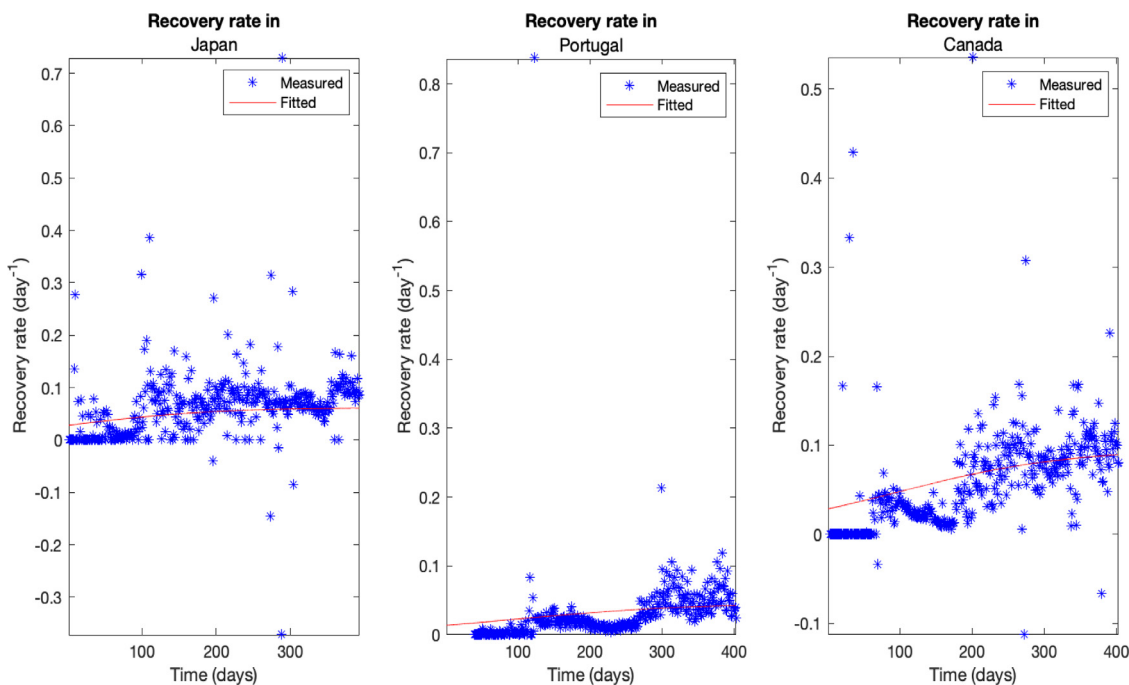 Recovery rate in
Japan
0.7
0.6
0.5
0.4
0.3
0.2
0.1
0
-0.1
-0.2
-0.3
Recovery rate (day-1)
100
200
300
Time (days)
Measured
Fitted
Recovery rate in
Portugal
0.8
0.7
0.6
0.5
0.4
0.3
0.2
0.1
0
Recovery rate (day-1)
100
200
300
400
Time (days)
Measured
Fitted
Recovery rate in
Canada
0.5
0.4
0.3
0.2
0.1
0
-0.1
Recovery rate (day-1)
100
200
300
400
Time (days)
Measured
Fitted